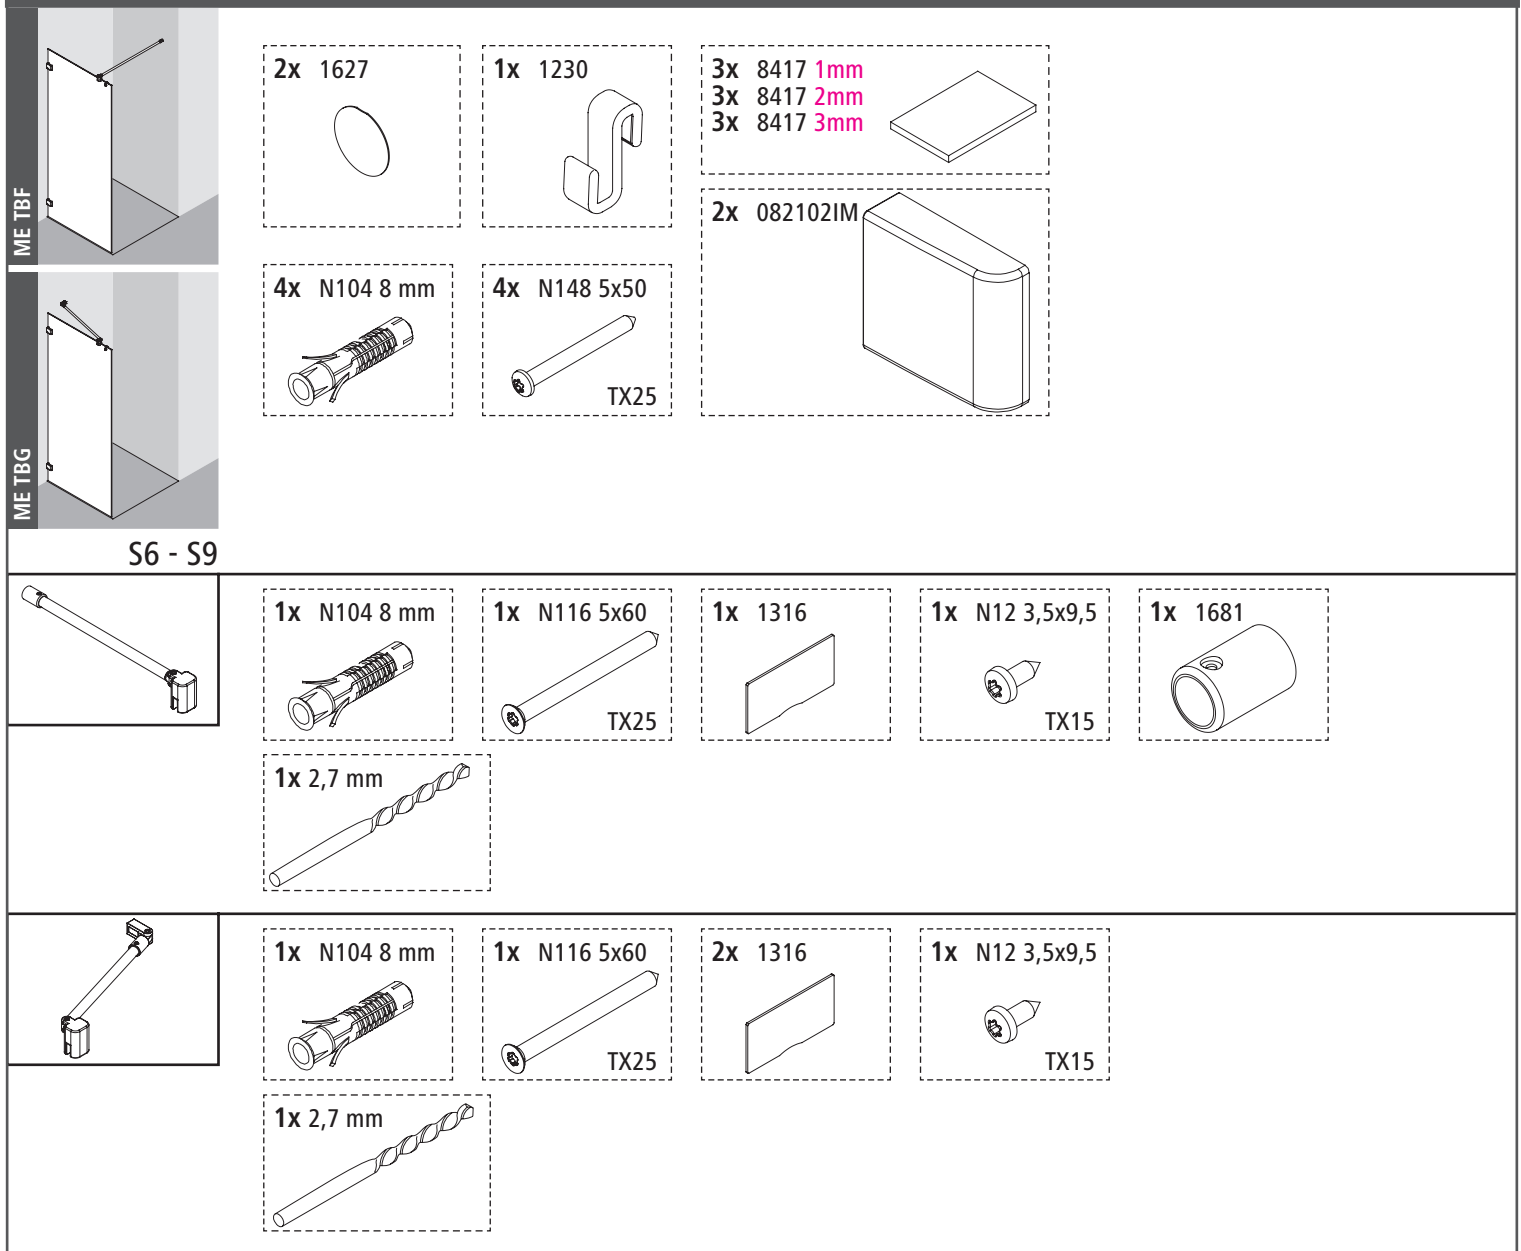 ME TBF
2x 1627
1x 1230
3x 8417 1mm
3x 8417 2mm
3x 8417 3mm
2x 082102IM
4x N104 8 mm
4x N148 5x50
TX25
ME TBG
S6 - S9
1x N104 8 mm
1x N116 5x60
TX25
1x 1316
1x N12 3,5x9,5
TX15
1x 1681
1x 2,7 mm
1x N104 8 mm
1x N116 5x60
TX25
2x 1316
1x N12 3,5x9,5
TX15
1x 2,7 mm